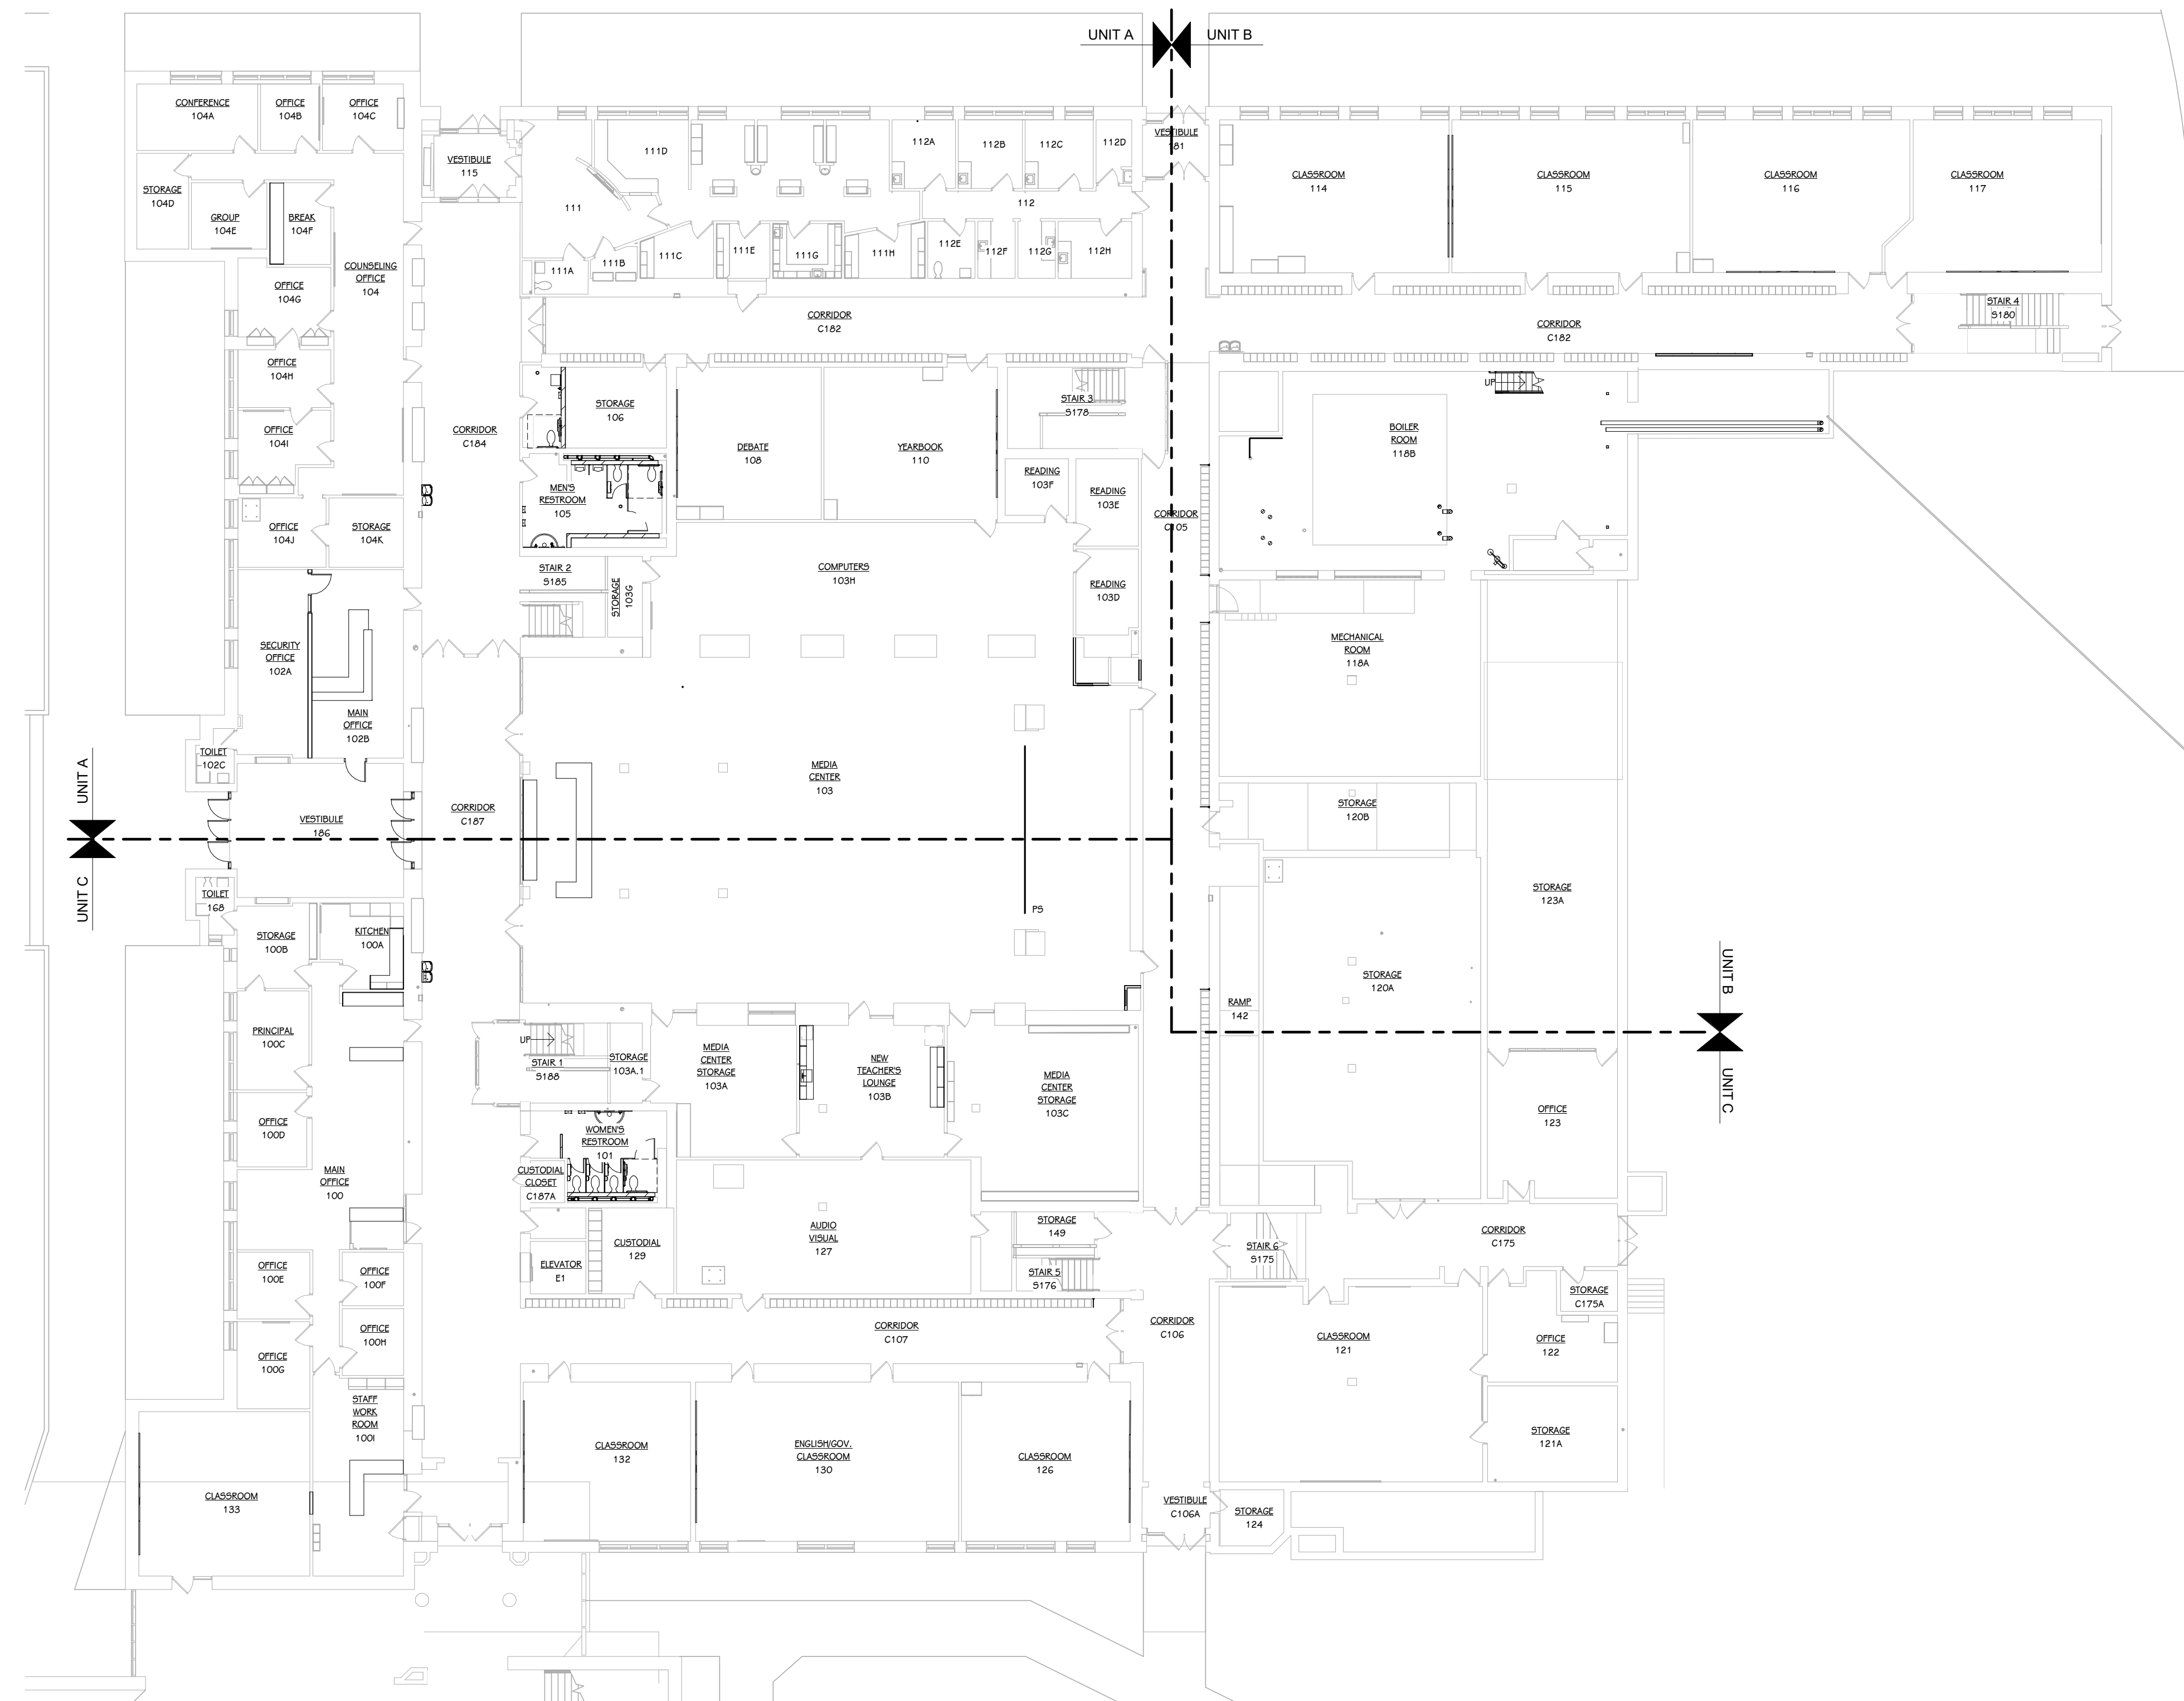 UNIT A
UNIT B
CONFERENCE
104A
OFFICE
104B
OFFICE
104C
VESTIBULE
115
STORAGE
104D
GROUP
104E
BREAK
104F
COUNSELING
OFFICE
104
OFFICE
104G
OFFICE
104H
OFFICE
104I
OFFICE
104J
STORAGE
104K
111
111D
112A
112B
112C
112D
112
111A
111B
111C
111E
111G
111H
112E
112F
112G
112H
VESTIBULE
181
CLASSROOM
114
CLASSROOM
115
CLASSROOM
116
CLASSROOM
117
CORRIDOR
C182
CORRIDOR
C182
STAIR 4
S180
CORRIDOR
C184
STORAGE
106
MEN'S
RESTROOM
105
DEBATE
108
YEARBOOK
110
STAIR 3
S178
READING
103F
READING
103E
READING
103D
CORRIDOR
C105
UP
BOILER
ROOM
118B
STAIR 2
S185
STORAGE
103G
COMPUTERS
103H
SECURITY
OFFICE
102A
MAIN
OFFICE
102B
TOILET
102C
MECHANICAL
ROOM
118A
UNIT A
UNIT C
VESTIBULE
186
CORRIDOR
C187
MEDIA
CENTER
103
PS
STORAGE
120B
STORAGE
123A
STORAGE
120A
RAMP
142
UNIT B
UNIT C
TOILET
168
STORAGE
100B
KITCHEN
100A
PRINCIPAL
100C
OFFICE
100D
MAIN
OFFICE
100
OFFICE
100E
OFFICE
100F
OFFICE
100H
OFFICE
100G
STAFF
WORK
ROOM
100I
CLASSROOM
133
UP
STAIR 1
S188
STORAGE
103A.1
MEDIA
CENTER
STORAGE
103A
NEW
TEACHER'S
LOUNGE
103B
MEDIA
CENTER
STORAGE
103C
OFFICE
123
WOMEN'S
RESTROOM
101
CUSTODIAL
CLOSET
C187A
ELEVATOR
E1
CUSTODIAL
129
AUDIO
VISUAL
127
STORAGE
149
STAIR 5
S176
STAIR 6
S175
CORRIDOR
C175
STORAGE
C175A
CORRIDOR
C107
CORRIDOR
C106
CLASSROOM
121
OFFICE
122
STORAGE
121A
CLASSROOM
132
ENGLISH/GOV.
CLASSROOM
130
CLASSROOM
126
VESTIBULE
C106A
STORAGE
124